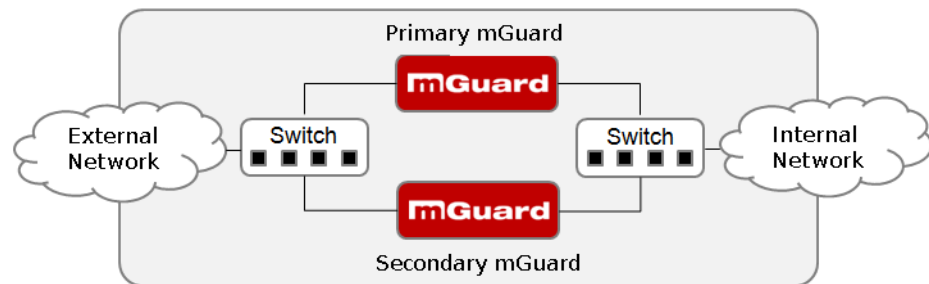 Primary mGuard
mGuard
External
Network
Switch
Switch
Internal
Network
mGuard
Secondary mGuard